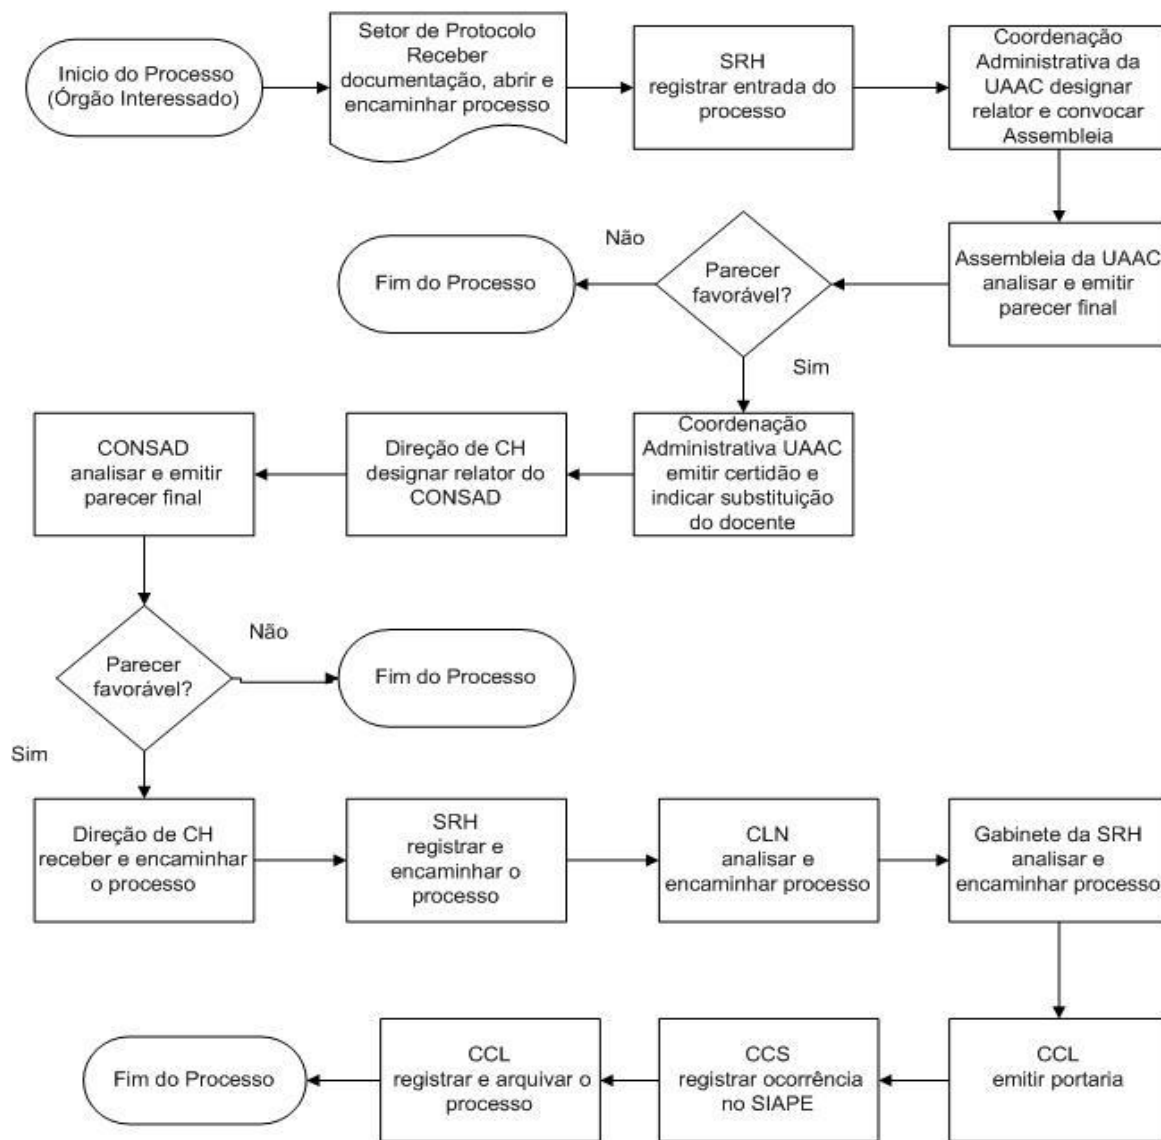 Inicio do Processo
(Órgão Interessado)
Setor de Protocolo
Receber
documentação, abrir e
encaminhar processo
SRH
registrar entrada do
processo
Coordenação
Administrativa da
UAAC designar
relator e convocar
Assembleia
Assembleia da UAAC
analisar e emitir
parecer final
Parecer
favorável?
Não
Fim do Processo
Sim
Coordenação
Administrativa UAAC
emitir certidão e
indicar substituição
do docente
Direção de CH
designar relator do
CONSAD
CONSAD
analisar e emitir
parecer final
Parecer
favorável?
Não
Fim do Processo
Sim
Direção de CH
receber e encaminhar
o processo
SRH
registrar e
encaminhar o
processo
CLN
analisar e
encaminhar processo
Gabinete da SRH
analisar e
encaminhar processo
CCL
emitir portaria
CCS
registrar ocorrência
no SIAPE
CCL
registrar e arquivar o
processo
Fim do Processo